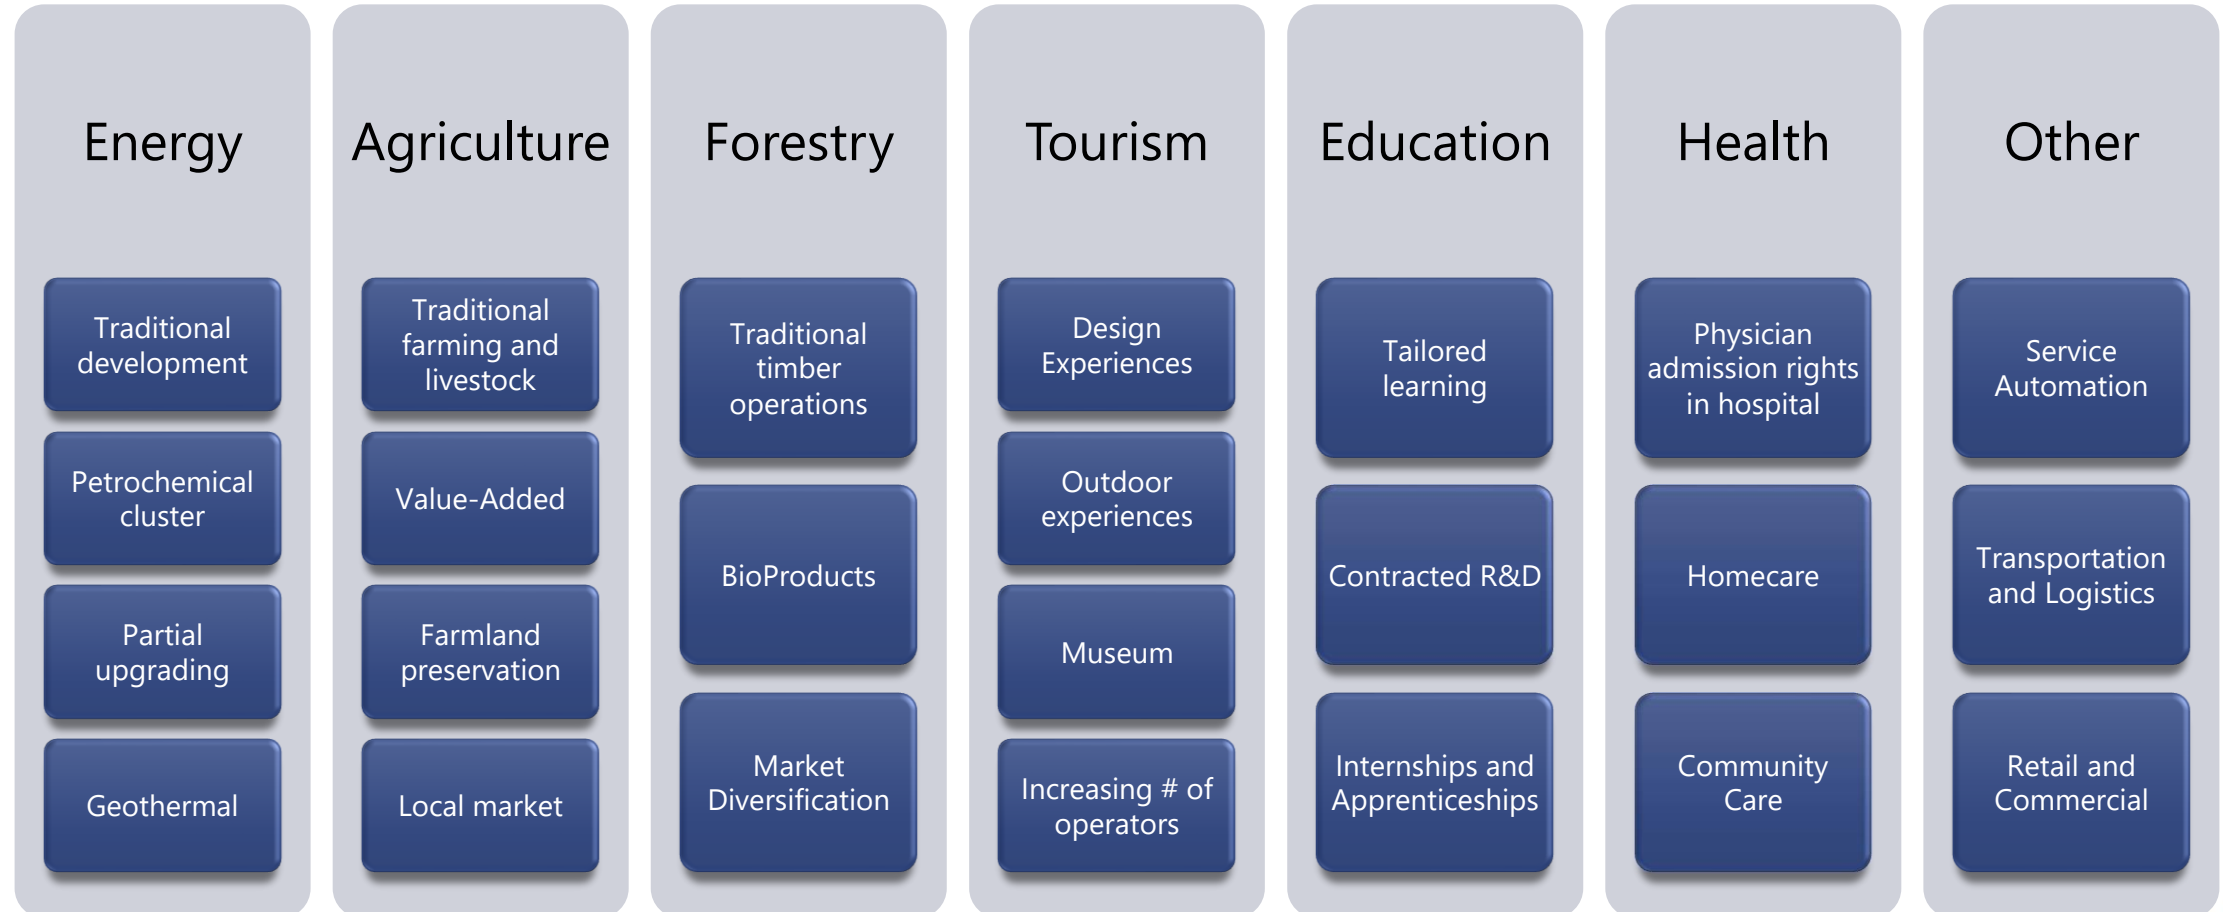 Energy
Traditional
development
Petrochemical
cluster
Partial
upgrading
Geothermal
Agriculture
Traditional
farming and
livestock
Value-Added
Farmland
preservation
Local market
Forestry
Traditional
timber
operations
BioProducts
Market
Diversification
Tourism
Design
Experiences
Outdoor
experiences
Museum
Increasing # of
operators
Education
Tailored
learning
Contracted R&D
Internships and
Apprenticeships
Health
Physician
admission rights
in hospital
Homecare
Community
Care
Other
Service
Automation
Transportation
and Logistics
Retail and
Commercial